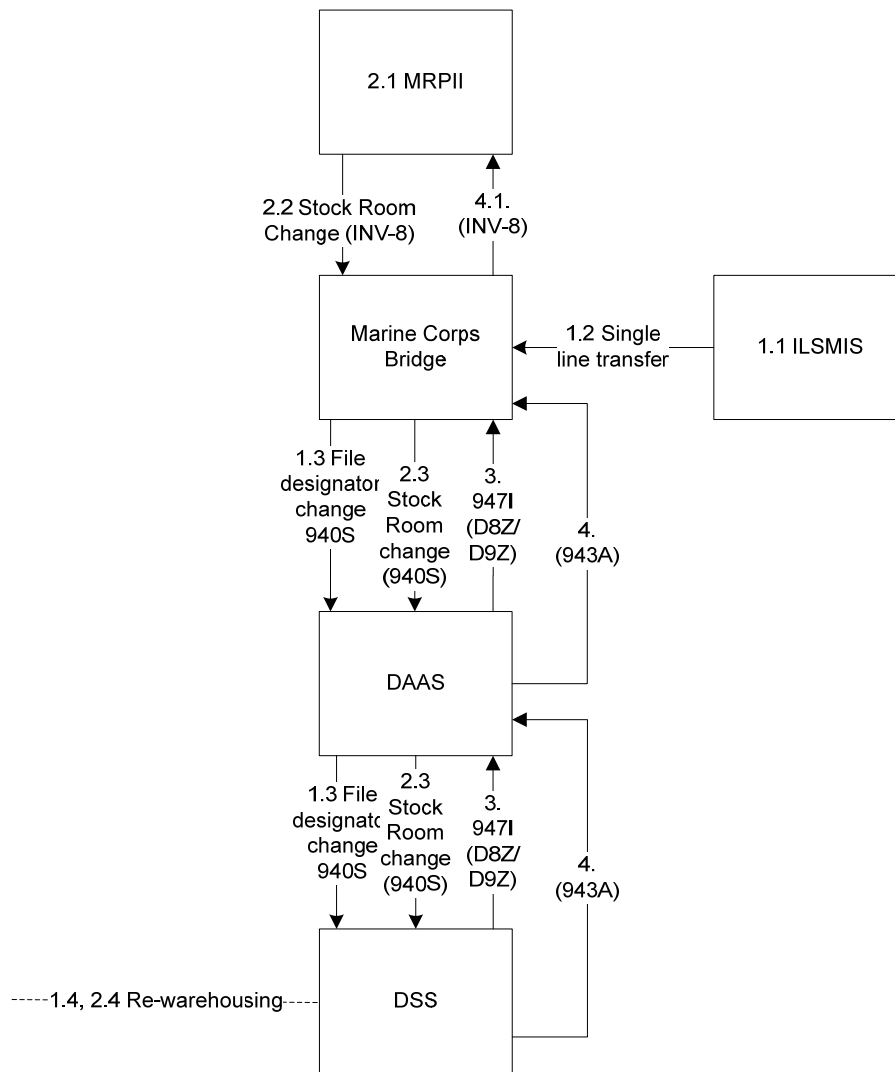 2.1 MRPII
2.2 Stock Room
Change (INV-8)
4.1.
(INV-8)
Marine Corps
Bridge
1.2 Single
line transfer
1.1 ILSMIS
1.3 File
designator
change
940S
2.3
Stock
Room
change
(940S)
3.
947I
(D8Z/
D9Z)
4.
(943A)
DAAS
1.3 File
designato
change
940S
2.3
Stock
Room
change
(940S)
3.
947I
(D8Z/
D9Z)
4.
(943A)
1.4, 2.4 Re-warehousing
DSS